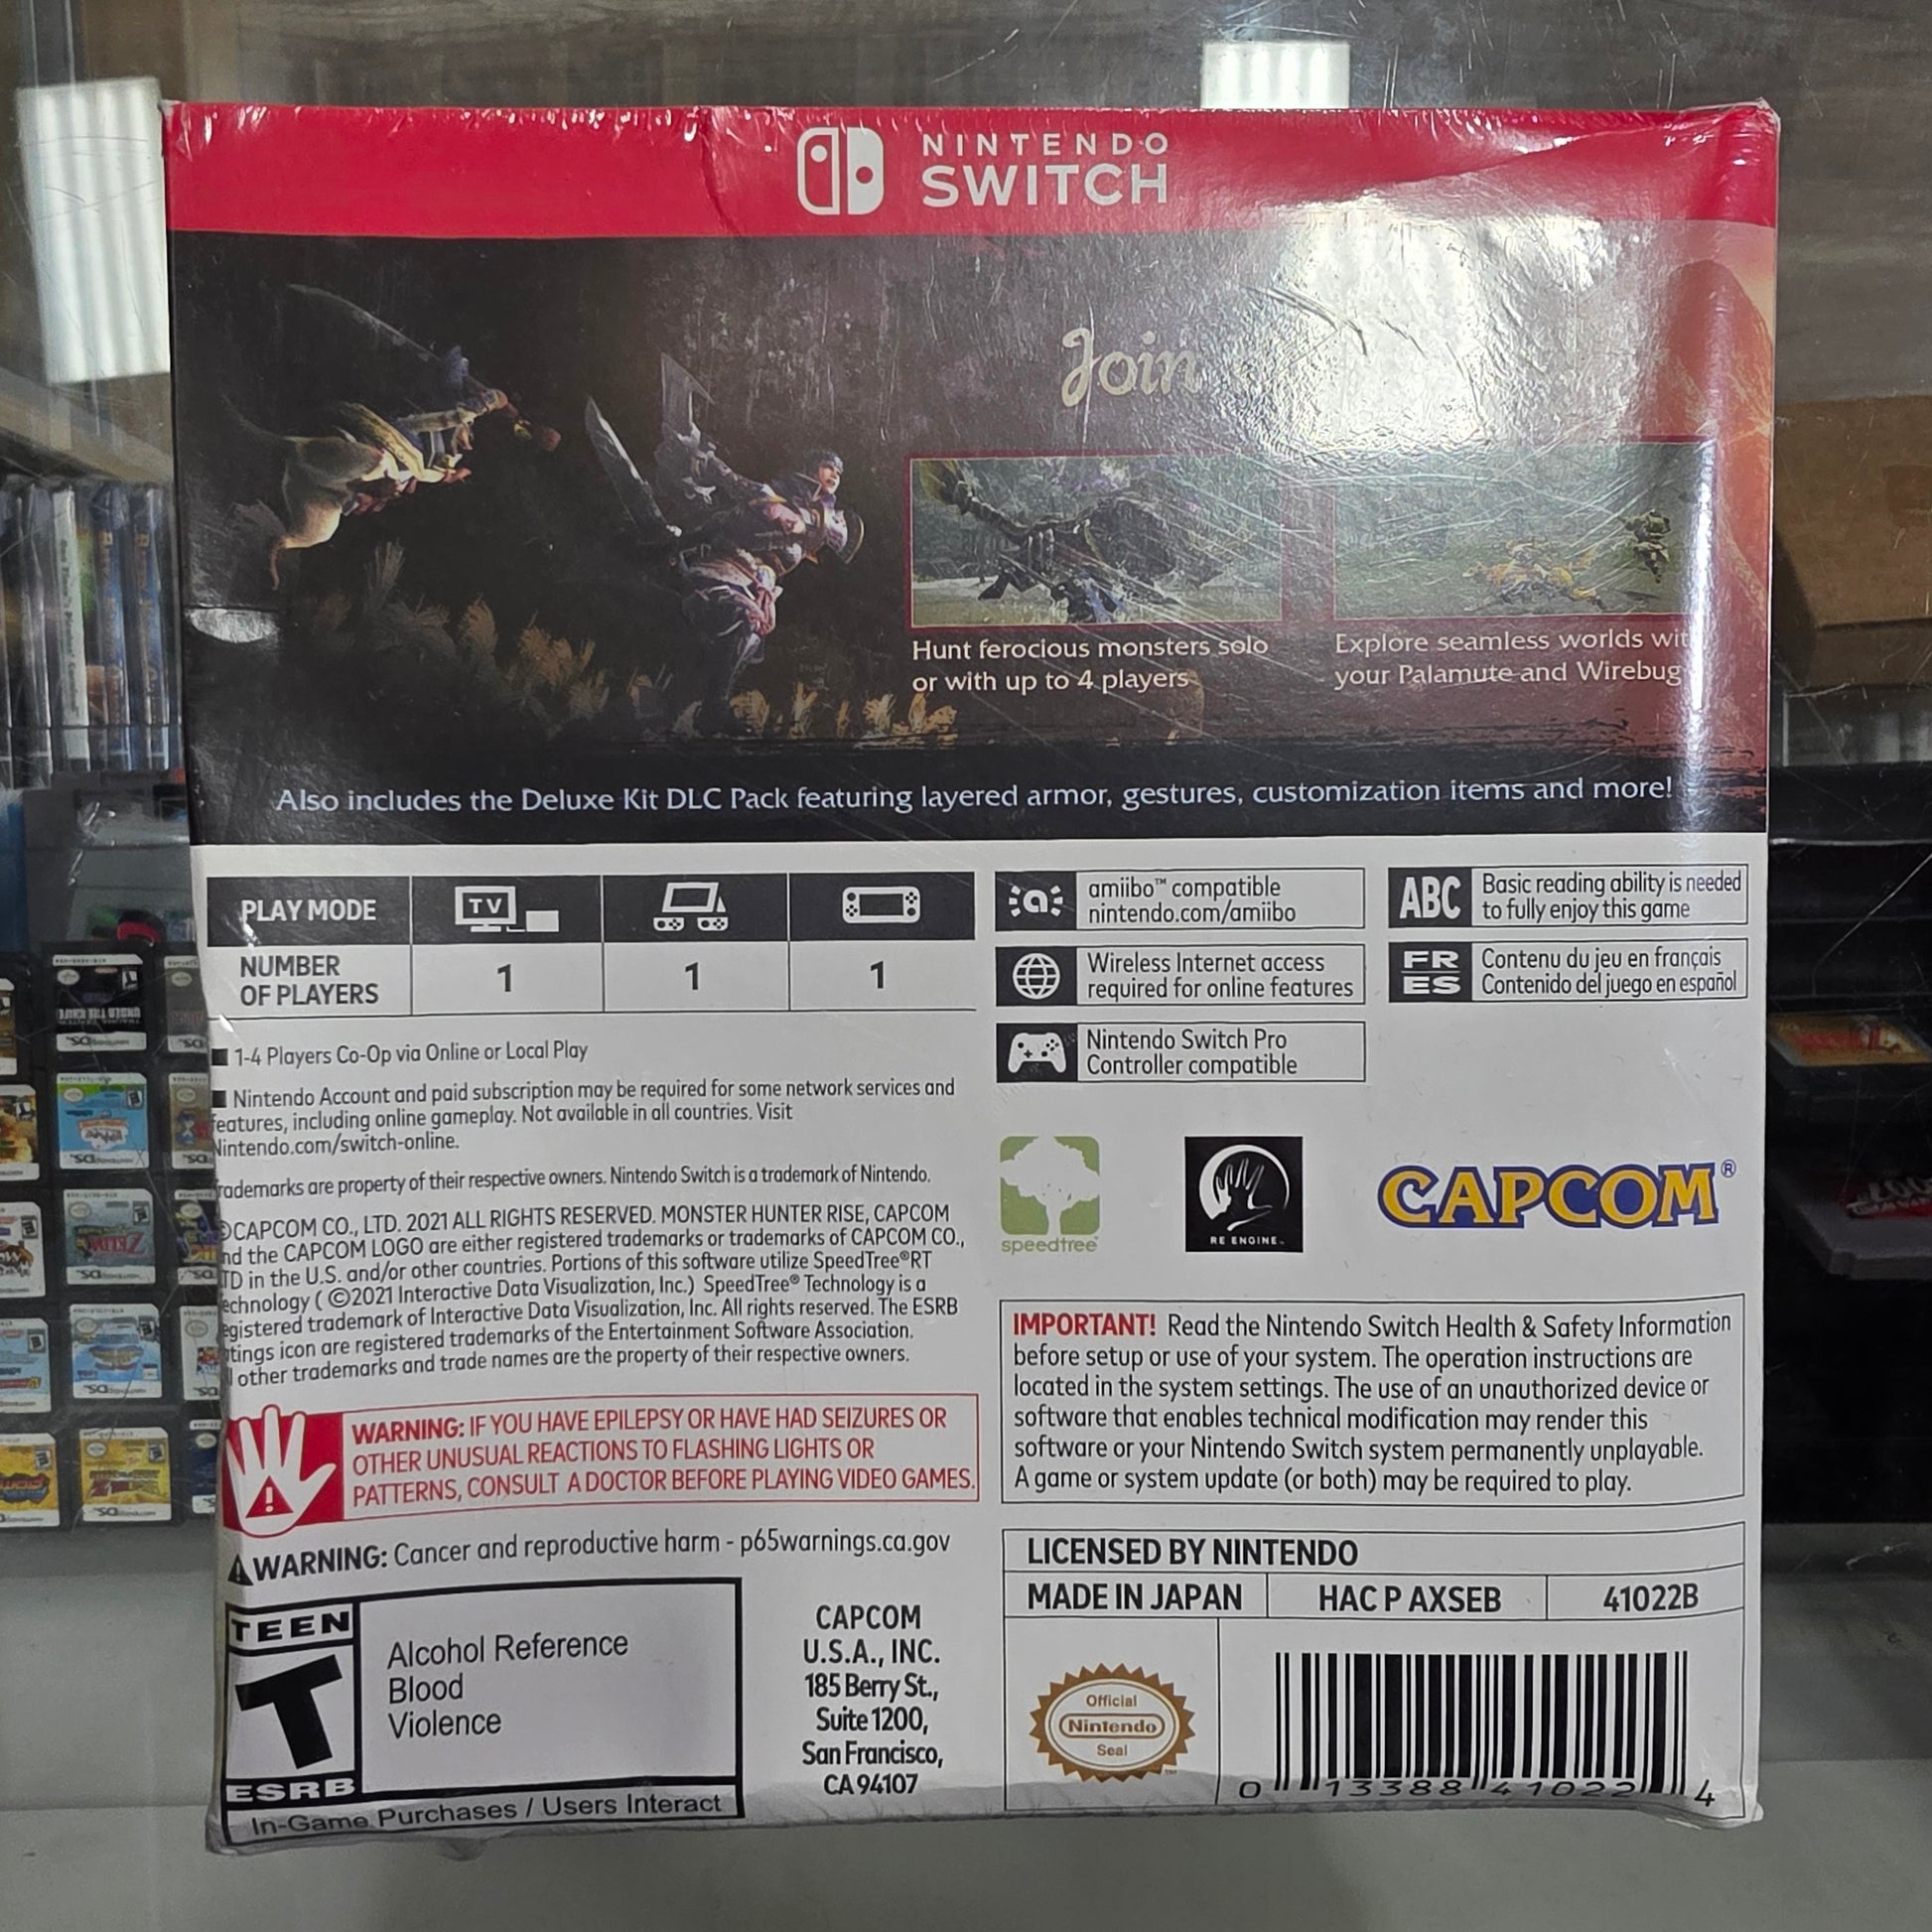 NINTENDO
SWITCH
Join
Hunt ferocious monsters solo
or with up to 4 players
Explore seamless worlds wit
your Palamute and Wirebug
Also includes the Deluxe Kit DLC Pack featuring layered armor, gestures, customization items and more!
PLAY MODE
TV
NUMBER
OF PLAYERS
1
1
1
amiibo™ compatible
nintendo.com/amiibo
ABC
Basic reading ability is needed
to fully enjoy this game
Wireless Internet access
required for online features
FR
ES
Contenu du jeu en français
Contenido del juego en español
Nintendo Switch Pro
Controller compatible
■ 1-4 Players Co-Op via Online or Local Play
■ Nintendo Account and paid subscription may be required for some network services and
features, including online gameplay. Not available in all countries. Visit
Nintendo.com/switch-online.
rademarks are property of their respective owners. Nintendo Switch is a trademark of Nintendo.
©CAPCOM CO., LTD. 2021 ALL RIGHTS RESERVED. MONSTER HUNTER RISE, CAPCOM
nd the CAPCOM LOGO are either registered trademarks or trademarks of CAPCOM CO.,
TD in the U.S. and/or other countries. Portions of this software utilize SpeedTree®RT
echnology ( ©2021 Interactive Data Visualization, Inc.) SpeedTree® Technology is a
egistered trademark of Interactive Data Visualization, Inc. All rights reserved. The ESRB
tings icon are registered trademarks of the Entertainment Software Association.
l other trademarks and trade names are the property of their respective owners.
speedtree
RE ENGINE™
CAPCOM®
IMPORTANT! Read the Nintendo Switch Health & Safety Information
before setup or use of your system. The operation instructions are
located in the system settings. The use of an unauthorized device or
software that enables technical modification may render this
software or your Nintendo Switch system permanently unplayable.
A game or system update (or both) may be required to play.
WARNING: IF YOU HAVE EPILEPSY OR HAVE HAD SEIZURES OR
OTHER UNUSUAL REACTIONS TO FLASHING LIGHTS OR
PATTERNS, CONSULT A DOCTOR BEFORE PLAYING VIDEO GAMES.
WARNING: Cancer and reproductive harm - p65warnings.ca.gov
TEEN
T
ESRB
Alcohol Reference
Blood
Violence
In-Game Purchases / Users Interact
CAPCOM
U.S.A., INC.
185 Berry St.,
Suite 1200,
San Francisco,
CA 94107
LICENSED BY NINTENDO
MADE IN JAPAN
HAC P AXSEB
41022B
Official
Nintendo
Seal
0 13388 41022 4